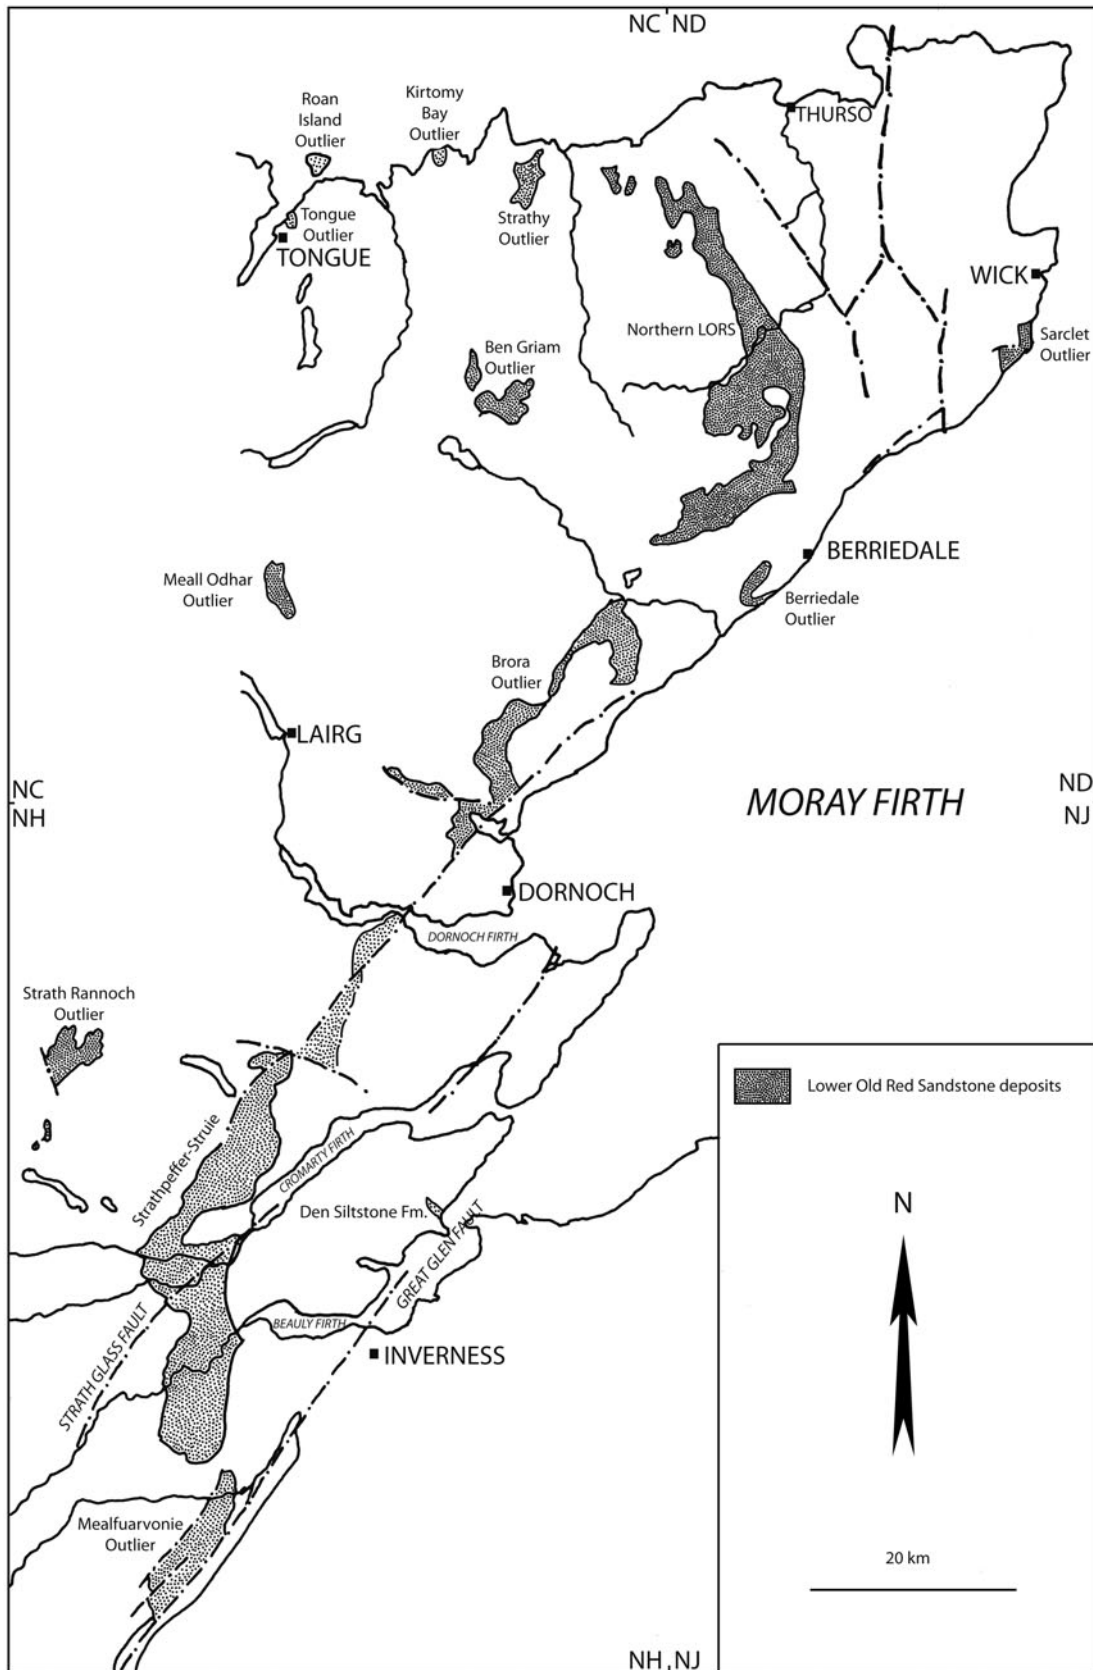 NC ND
Roan
Island
Outlier
Kirtomy
Bay
Outlier
THURSO
Tongue
Outlier
TONGUE
Strathy
Outlier
WICK
Northern LORS
Sarclet
Outlier
Ben Griam
Outlier
BERRIEDALE
Meall Odhar
Outlier
Berriedale
Outlier
Brora
Outlier
LAIRG
NC
NH
MORAY FIRTH
ND
NJ
DORNOCH
DORNOCH FIRTH
Strath Rannoch
Outlier
Lower Old Red Sandstone deposits
Strathpeffer-Struie
CROMARTY FIRTH
Den Siltstone Fm.
GREAT GLEN FAULT
N
STRATH GLASS FAULT
BEAULY FIRTH
INVERNESS
Mealfuarvonie
Outlier
20 km
NH NJ